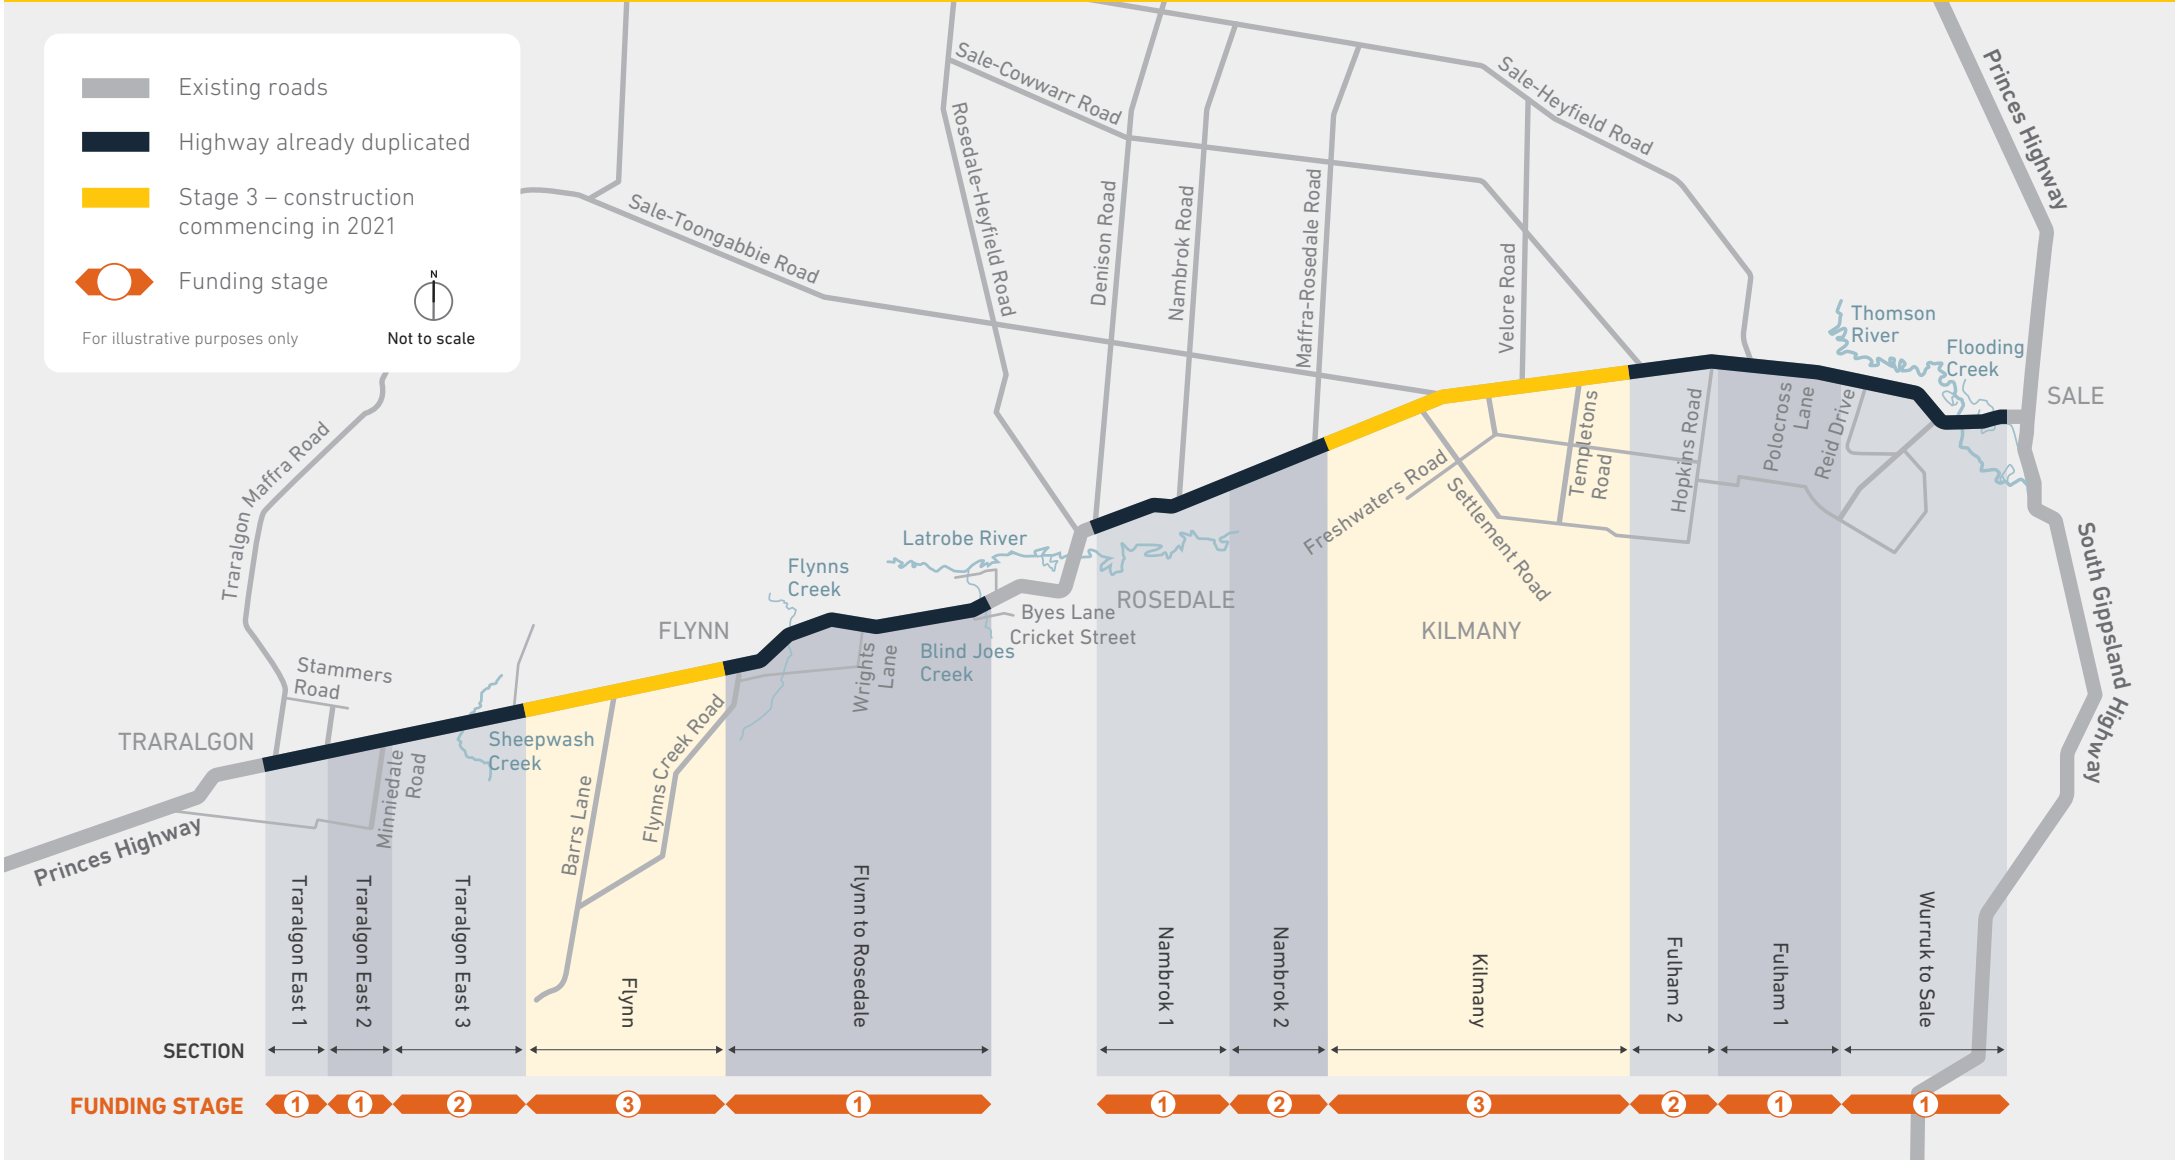 Existing roads
Highway already duplicated
Stage 3 – construction
commencing in 2021
Funding stage
N
For illustrative purposes only
Not to scale
Sale-Cowwarr Road
Sale-Heyfield Road
Princes Highway
Rosedale-Heyfield Road
Sale-Toongabbie Road
Denison Road
Nambrok Road
Maffra-Rosedale Road
Velore Road
Thomson
River
Flooding
Creek
SALE
Traralgon Maffra Road
Templetons
Road
Hopkins Road
Polocross
Lane
Reid Drive
Freshwaters Road
Settlement Road
South Gippsland Highway
Latrobe River
Flynns
Creek
ROSEDALE
Byes Lane
Cricket Street
KILMANY
FLYNN
Blind Joes
Creek
Wrights
Lane
Stammers
Road
TRARALGON
Sheepwash
Creek
Minniedale
Road
Barrs Lane
Flynns Creek Road
Princes Highway
Traralgon East 1
Traralgon East 2
Traralgon East 3
Flynn
Flynn to Rosedale
Nambrok 1
Nambrok 2
Kilmany
Fulham 2
Fulham 1
Wurruk to Sale
SECTION
FUNDING STAGE
1
1
2
3
1
1
2
3
2
1
1